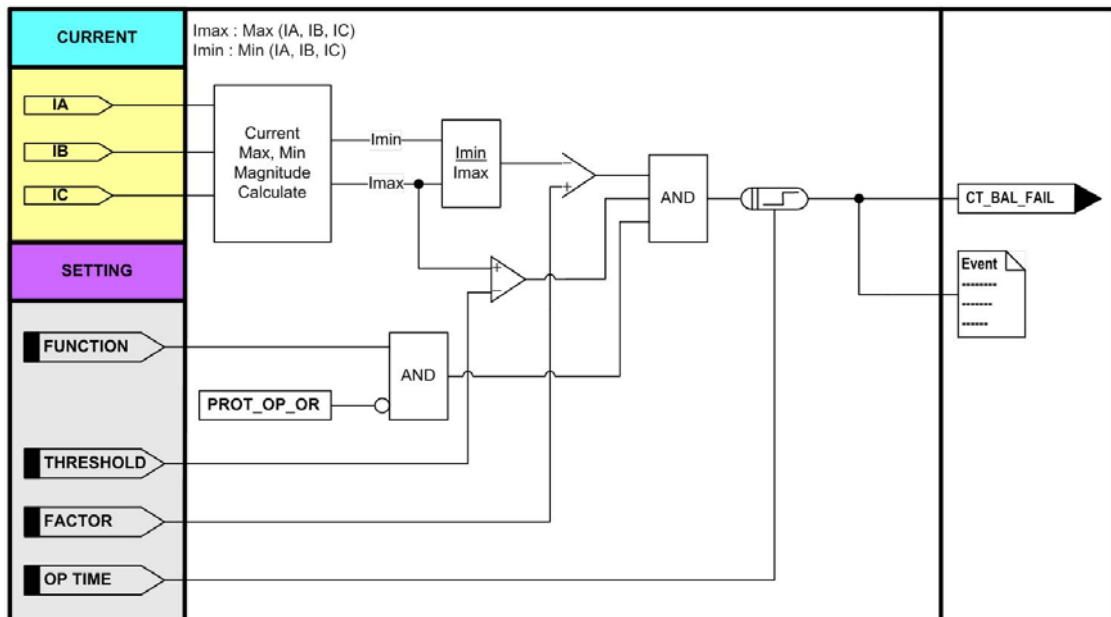 CURRENT
Imax : Max (IA, IB, IC)
Imin : Min (IA, IB, IC)
IA
IB
IC
Current
Max, Min
Magnitude
Calculate
Imin
Imax
Imin
Imax
−
+
AND
CT_BAL_FAIL
SETTING
+
−
Event
--------
-------
------
FUNCTION
AND
PROT_OP_OR
THRESHOLD
FACTOR
OP TIME